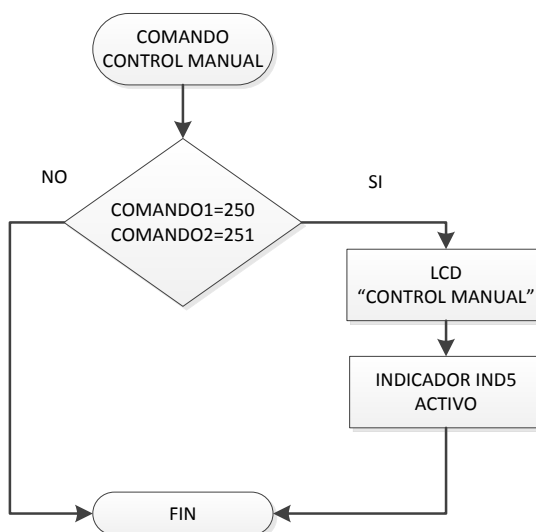 COMANDO
CONTROL MANUAL
NO
SI
COMANDO1=250
COMANDO2=251
LCD
“CONTROL MANUAL”
INDICADOR IND5
ACTIVO
FIN